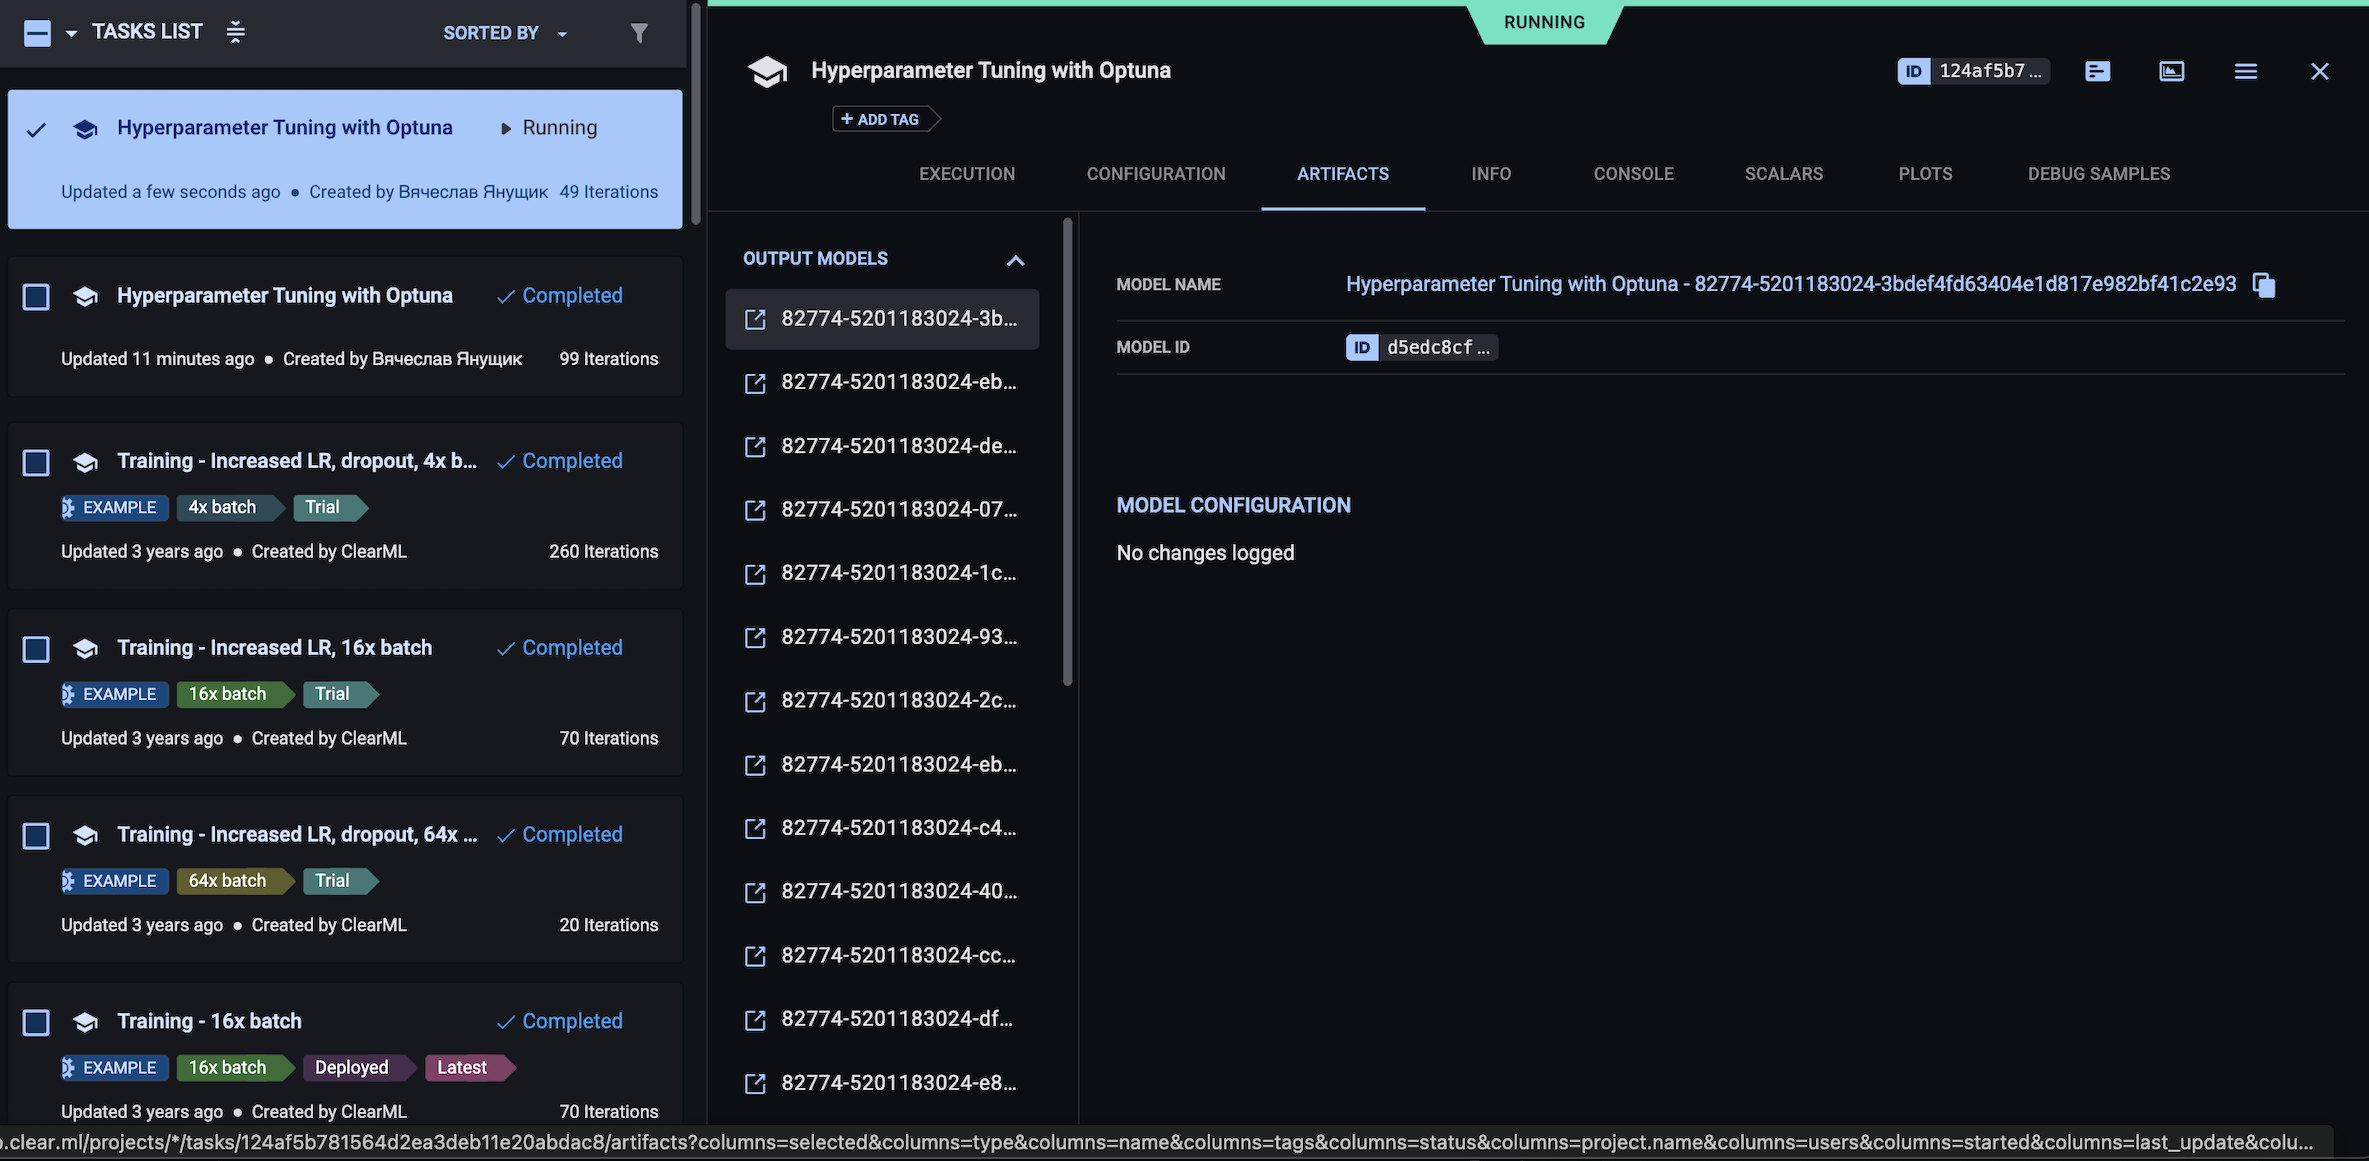 TASKS LIST
SORTED BY
Hyperparameter Tuning with Optuna
Running
Updated a few seconds ago ● Created by Вячеслав Янущик 49 Iterations
Hyperparameter Tuning with Optuna
Completed
Updated 11 minutes ago ● Created by Вячеслав Янущик 99 Iterations
Training - Increased LR, dropout, 4x b...
Completed
EXAMPLE 4x batch Trial
Updated 3 years ago ● Created by ClearML 260 Iterations
Training - Increased LR, 16x batch
Completed
EXAMPLE 16x batch Trial
Updated 3 years ago ● Created by ClearML 70 Iterations
Training - Increased LR, dropout, 64x ...
Completed
EXAMPLE 64x batch Trial
Updated 3 years ago ● Created by ClearML 20 Iterations
Training - 16x batch
Completed
EXAMPLE 16x batch Deployed Latest
Updated 3 years ago ● Created by ClearML 70 Iterations
RUNNING
Hyperparameter Tuning with Optuna
ID 124af5b7 ...
+ ADD TAG
EXECUTION CONFIGURATION ARTIFACTS INFO CONSOLE SCALARS PLOTS DEBUG SAMPLES
OUTPUT MODELS
82774-5201183024-3b...
82774-5201183024-eb...
82774-5201183024-de...
82774-5201183024-07...
82774-5201183024-1c...
82774-5201183024-93...
82774-5201183024-2c...
82774-5201183024-eb...
82774-5201183024-c4...
82774-5201183024-40...
82774-5201183024-cc...
82774-5201183024-df...
82774-5201183024-e8...
MODEL NAME Hyperparameter Tuning with Optuna - 82774-5201183024-3bdef4fd63404e1d817e982bf41c2e93
MODEL ID ID d5edc8cf ...
MODEL CONFIGURATION
No changes logged
.clear.ml/projects/*/tasks/124af5b781564d2ea3deb11e20abdac8/artifacts?columns=selected&columns=type&columns=name&columns=tags&columns=status&columns=project.name&columns=users&columns=started&columns=last_update&colu...